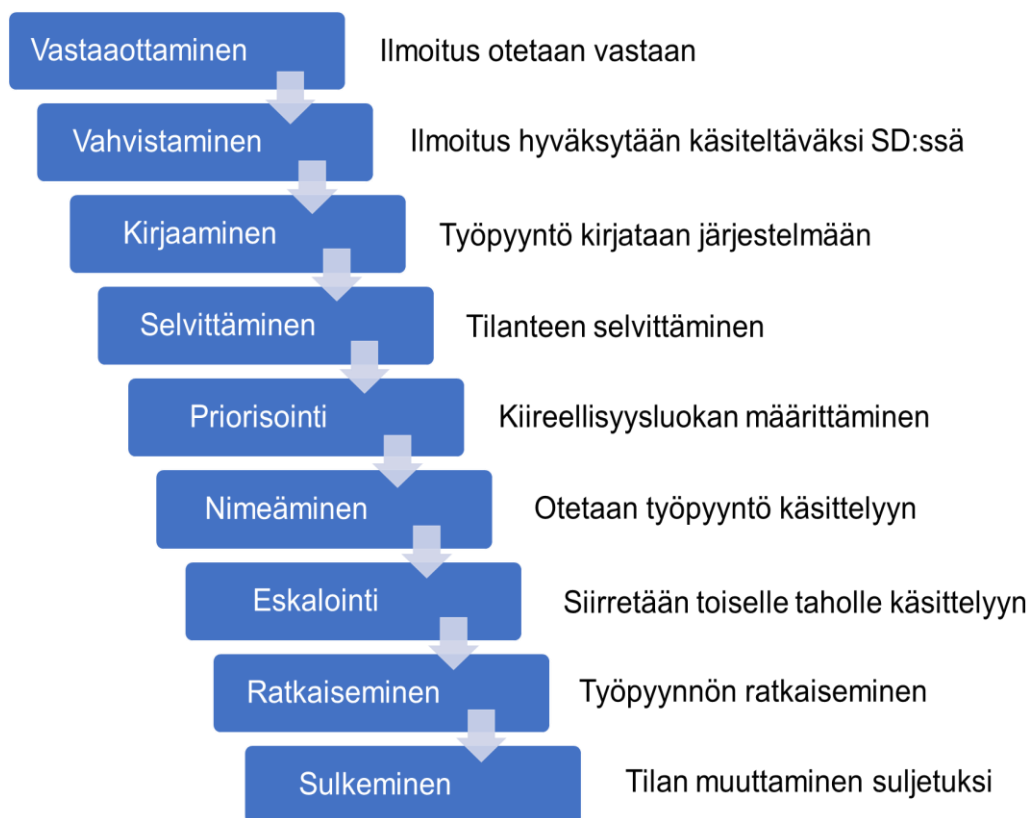 Vastaaottaminen Ilmoitus otetaan vastaan
Vahvistaminen Ilmoitus hyväksytään käsiteltäväksi SD:ssä
Kirjaaminen Työpyyntö kirjataan järjestelmään
Selvittäminen Tilanteen selvittäminen
Priorisointi Kiireellisyysluokan määrittäminen
Nimeäminen Otetaan työpyyntö käsittelyyn
Eskalointi Siirretään toiselle taholle käsittelyyn
Ratkaiseminen Työpyynnön ratkaiseminen
Sulkeminen Tilan muuttaminen suljetuksi